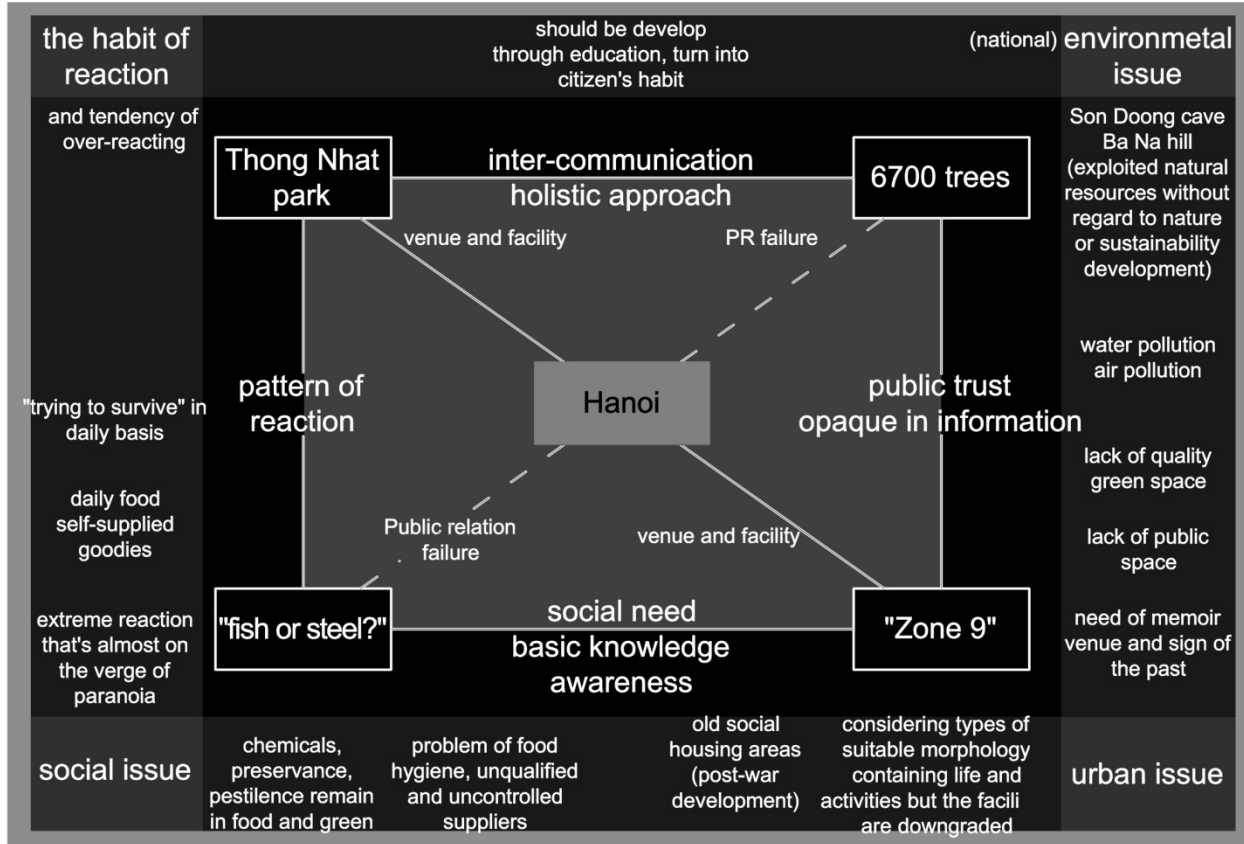 the habit of
reaction
should be develop
through education, turn into
citizen's habit
(national) environmetal
issue
and tendency of
over-reacting
Thong Nhat
park
inter-communication
holistic approach
6700 trees
Son Doong cave
Ba Na hill
(exploited natural
resources without
regard to nature
or sustainability
development)
venue and facility
PR failure
water pollution
air pollution
pattern of
reaction
Hanoi
public trust
opaque in information
"trying to survive" in
daily basis
lack of quality
green space
daily food
self-supplied
goodies
Public relation
failure
venue and facility
lack of public
space
extreme reaction
that's almost on
the verge of
paranoia
"fish or steel?"
social need
basic knowledge
awareness
"Zone 9"
need of memoir
venue and sign of
the past
social issue
chemicals,
preservance,
pestilence remain
in food and green
problem of food
hygiene, unqualified
and uncontrolled
suppliers
old social
housing areas
(post-war
development)
considering types of
suitable morphology
containing life and
activities but the facili
are downgraded
urban issue